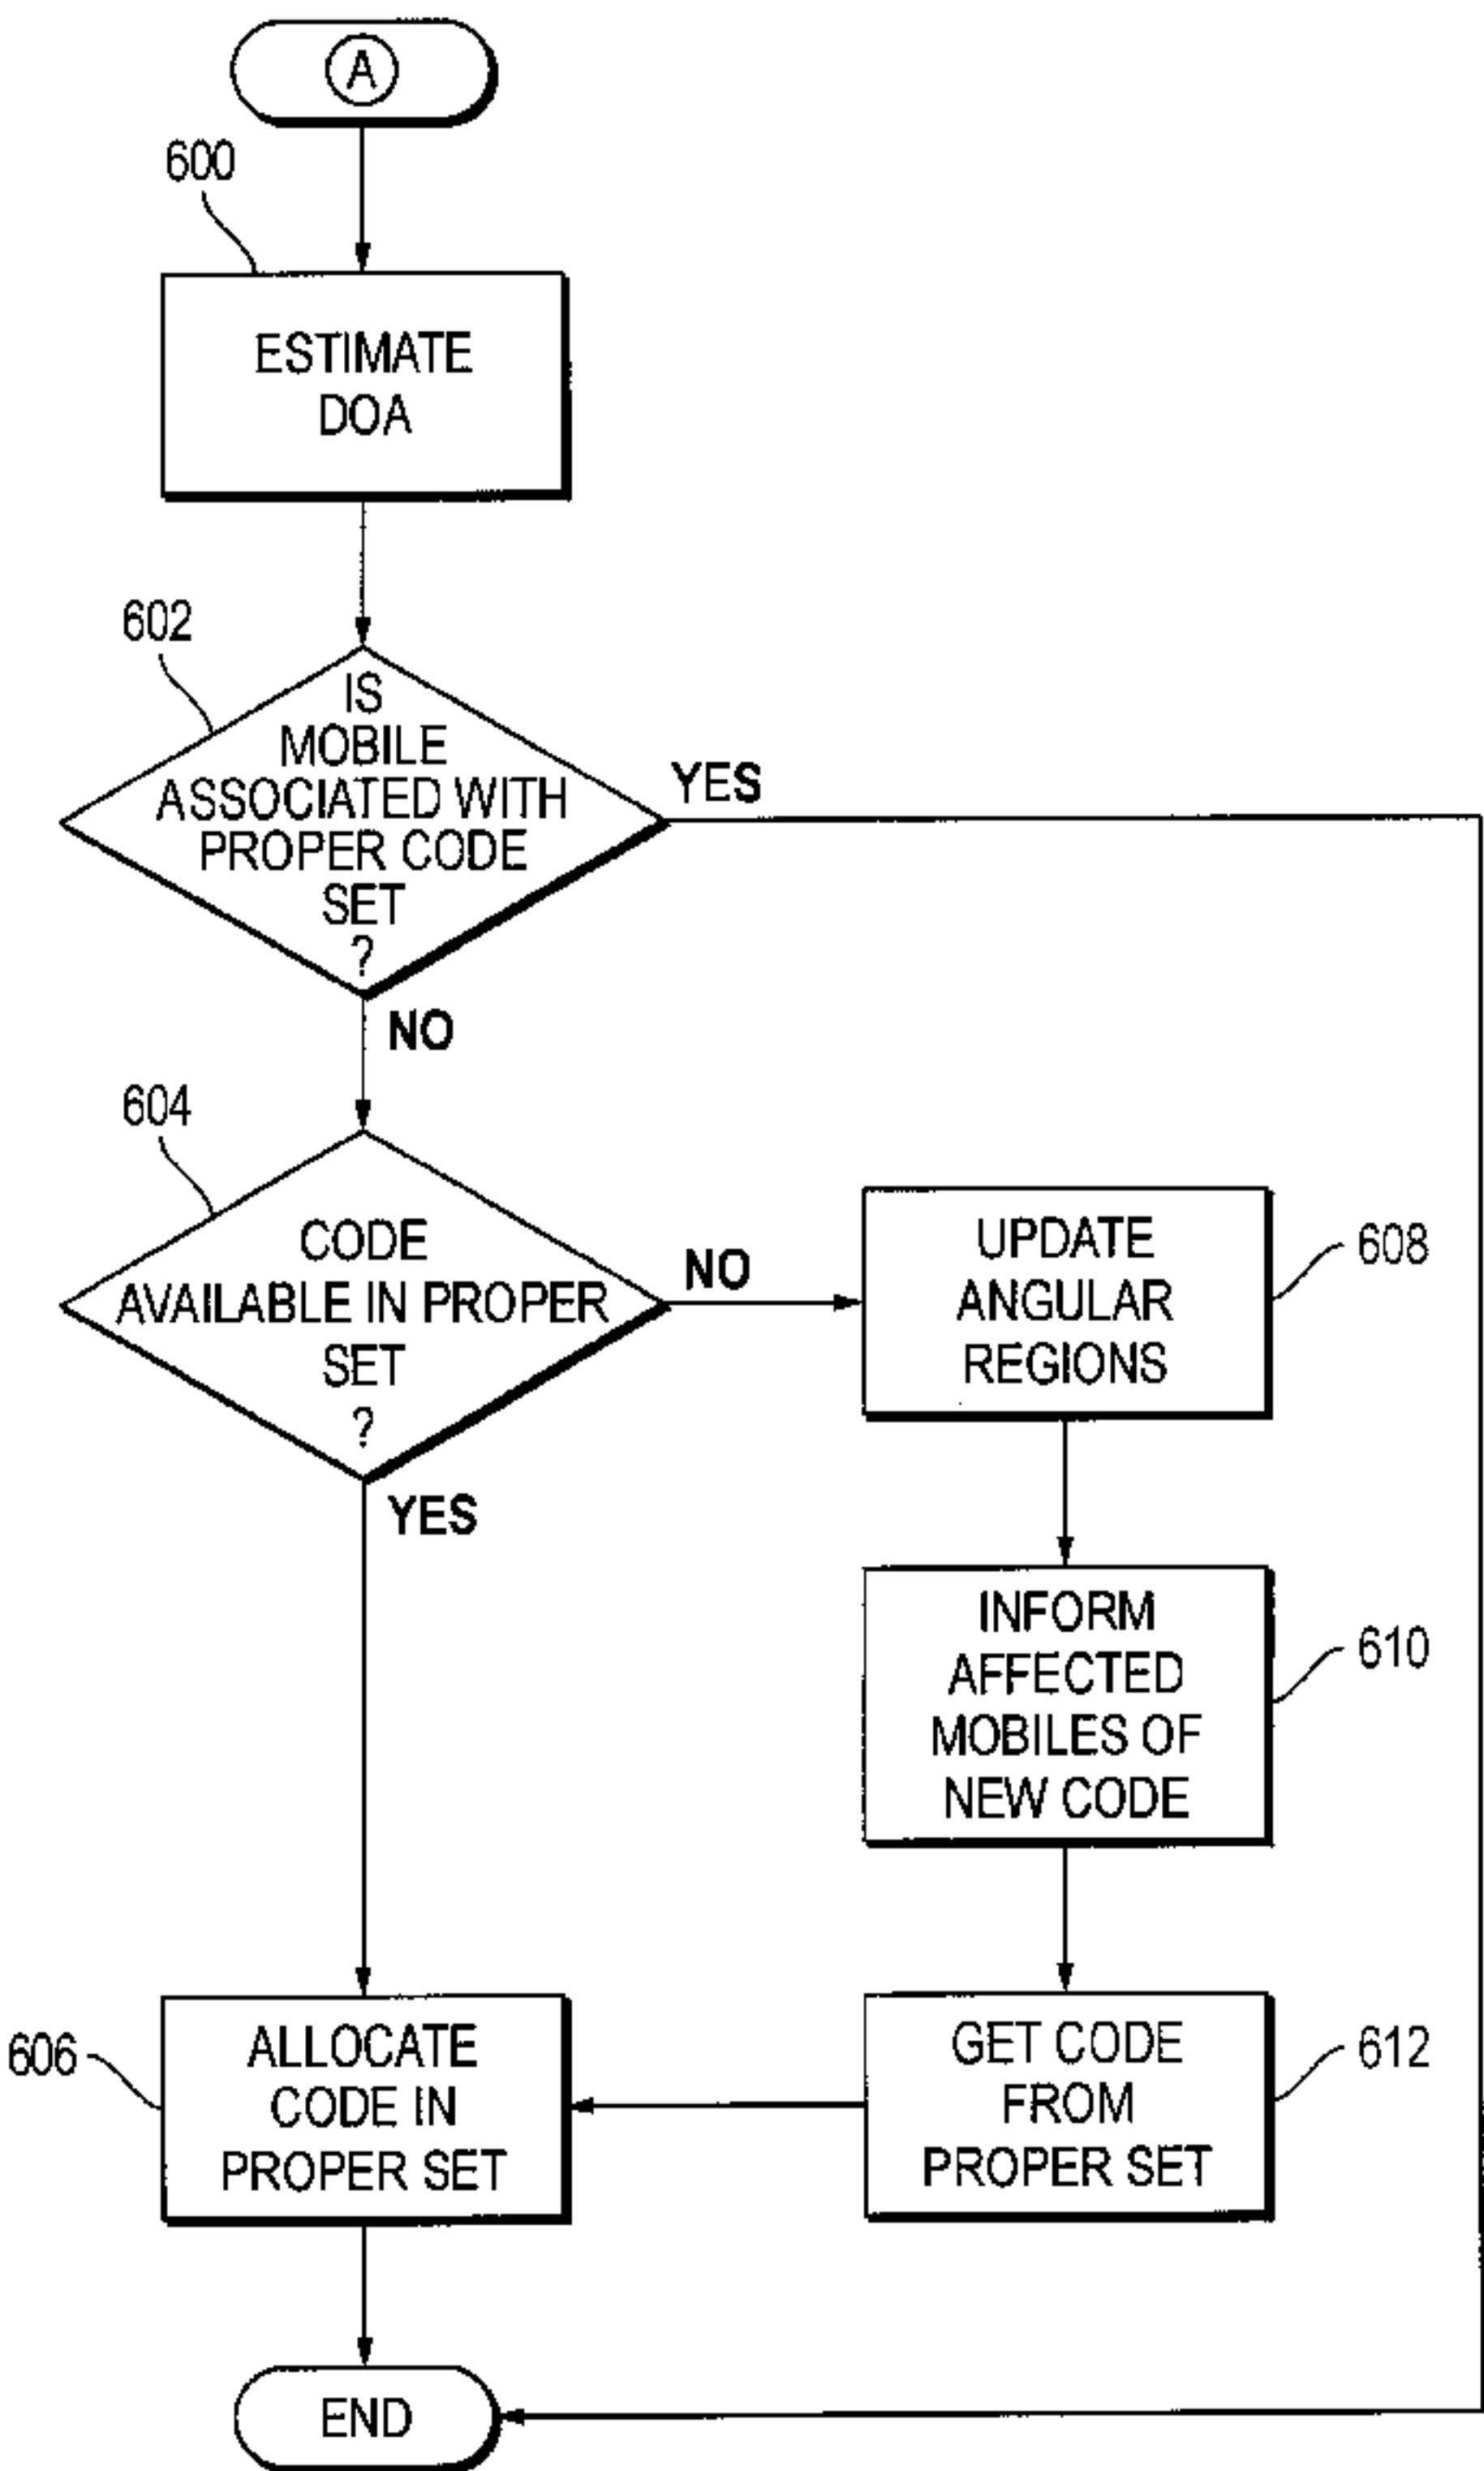 A
600
ESTIMATE
DOA
602
IS
MOBILE
ASSOCIATED WITH
PROPER CODE
SET
?
YES
NO
604
CODE
AVAILABLE IN PROPER
SET
?
NO
YES
UPDATE
ANGULAR
REGIONS
608
INFORM
AFFECTED
MOBILES OF
NEW CODE
610
606
ALLOCATE
CODE IN
PROPER SET
GET CODE
FROM
PROPER SET
612
END